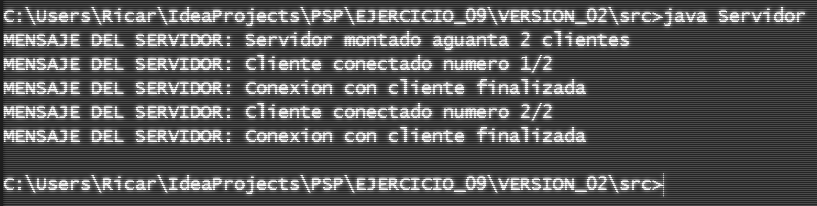 C:\Users\Ricar\IdeaProjects\PSP\EJERCICIO_09\VERSION_02\src>java Servidor
MENSAJE DEL SERVIDOR: Servidor montado aguanta 2 clientes
MENSAJE DEL SERVIDOR: Cliente conectado numero 1/2
MENSAJE DEL SERVIDOR: Conexion con cliente finalizada
MENSAJE DEL SERVIDOR: Cliente conectado numero 2/2
MENSAJE DEL SERVIDOR: Conexion con cliente finalizada
C:\Users\Ricar\IdeaProjects\PSP\EJERCICIO_09\VERSION_02\src>